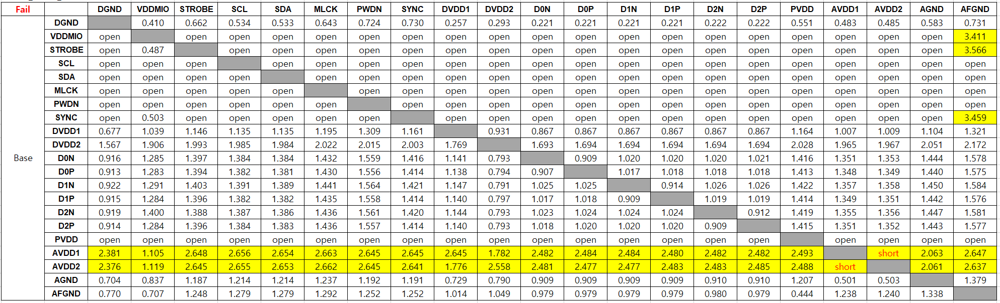 Fail DGND VDDMIO STROBE SCL SDA MLCK PWDN SYNC DVDD1 DVDD2 D0N D0P D1N D1P D2N D2P PVDD AVDD1 AVDD2 AGND AFGND
DGND 0.410 0.662 0.534 0.533 0.643 0.724 0.730 0.257 0.293 0.221 0.221 0.221 0.221 0.222 0.222 0.551 0.483 0.485 0.583 0.731
VDDMIO open open open open open open open open open open open open open open open open open open open 3.411
STROBE open 0.487 open open open open open open open open open open open open open open open open open 3.566
SCL open open open open open open open open open open open open open open open open open open open open
SDA open open open open open open open open open open open open open open open open open open open open
MLCK open open open open open open open open open open open open open open open open open open open open
PWDN open open open open open open open open open open open open open open open open open open open open
SYNC open 0.503 open open open open open open open open open open open open open open open open open 3.459
DVDD1 0.677 1.039 1.146 1.135 1.135 1.195 1.309 1.161 0.931 0.867 0.867 0.867 0.867 0.867 0.867 1.164 1.007 1.009 1.104 1.321
DVDD2 1.567 1.906 1.993 1.985 1.984 2.022 2.015 2.003 1.769 1.693 1.694 1.694 1.694 1.694 1.694 2.028 1.965 1.967 2.051 2.172
Base D0N 0.916 1.285 1.397 1.384 1.384 1.432 1.559 1.416 1.141 0.793 0.909 1.020 1.020 1.020 1.021 1.416 1.351 1.353 1.444 1.578
D0P 0.913 1.283 1.394 1.382 1.381 1.430 1.556 1.414 1.138 0.794 0.907 1.017 1.018 1.018 1.018 1.413 1.348 1.349 1.440 1.575
D1N 0.922 1.291 1.403 1.391 1.389 1.441 1.564 1.421 1.147 0.791 1.025 1.025 0.914 1.026 1.026 1.422 1.357 1.358 1.450 1.584
D1P 0.915 1.284 1.396 1.382 1.382 1.435 1.558 1.414 1.140 0.797 1.017 1.018 0.909 1.019 1.019 1.414 1.349 1.351 1.442 1.576
D2N 0.919 1.400 1.388 1.387 1.386 1.436 1.561 1.420 1.144 0.793 1.023 1.024 1.024 1.024 0.912 1.419 1.355 1.356 1.447 1.581
D2P 0.914 1.284 1.396 1.384 1.383 1.436 1.557 1.414 1.140 0.793 1.018 1.020 1.020 1.020 0.909 1.415 1.351 1.352 1.443 1.577
PVDD open open open open open open open open open open open open open open open open open open open open
AVDD1 2.381 1.105 2.648 2.656 2.654 2.663 2.645 2.645 2.645 1.782 2.482 2.484 2.484 2.480 2.482 2.482 2.493 short 2.063 2.647
AVDD2 2.376 1.119 2.645 2.655 2.653 2.662 2.645 2.641 1.776 2.558 2.481 2.477 2.477 2.483 2.483 2.485 2.488 short 2.061 2.637
AGND 0.704 0.837 1.187 1.214 1.214 1.237 1.192 1.191 0.729 0.790 0.909 0.909 0.909 0.909 0.910 0.910 1.207 0.501 0.503 1.379
AFGND 0.770 0.707 1.248 1.279 1.279 1.292 1.252 1.252 1.014 1.049 0.979 0.979 0.979 0.979 0.980 0.979 0.444 1.238 1.240 1.338